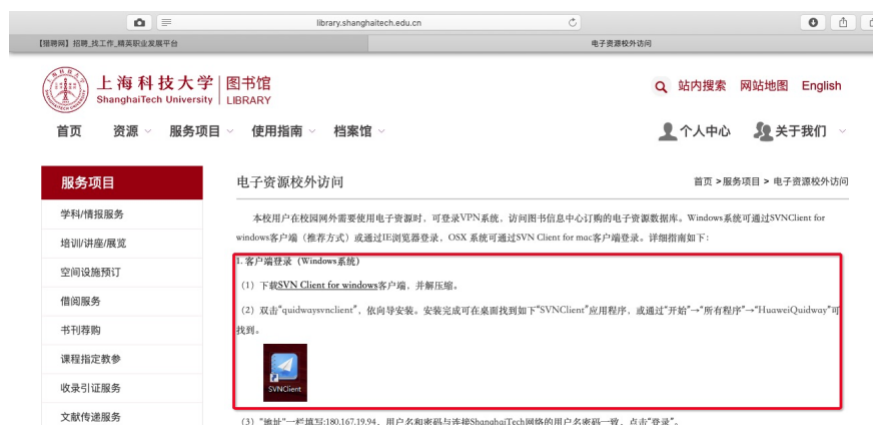 library.shanghaitech.edu.cn
【猎聘网】招聘_找工作_精英职业发展平台
电子资源校外访问
上海科技大学
ShanghaiTech University
图书馆
LIBRARY
站内搜索 网站地图 English
首页 资源 服务项目 使用指南 档案馆
个人中心 关于我们
服务项目
学科/情报服务
培训/讲座/展览
空间设施预订
借阅服务
书刊荐购
课程指定教参
收录引证服务
文献传递服务
电子资源校外访问
首页 >服务项目 > 电子资源校外访问
本校用户在校园网外需要使用电子资源时，可登录VPN系统，访问图书信息中心订购的电子资源数据库。Windows系统可通过SVNClient for
windows客户端（推荐方式）或通过IE浏览器登录，OSX 系统可通过SVN Client for mac客户端登录。详细指南如下：
1. 客户端登录（Windows系统）
（1）下载SVN Client for windows客户端，并解压缩。
（2）双击"quidwaysvnclient"，依向导安装。安装完成可在桌面找到如下"SVNClient"应用程序，或通过"开始"→"所有程序"→"HuaweiQuidway"可
找到。
SVNClient
（3）"地址"一栏填写:180.167.19.94，用户名和密码与连接ShanghaiTech网络的用户名密码一致，点击"登录"。